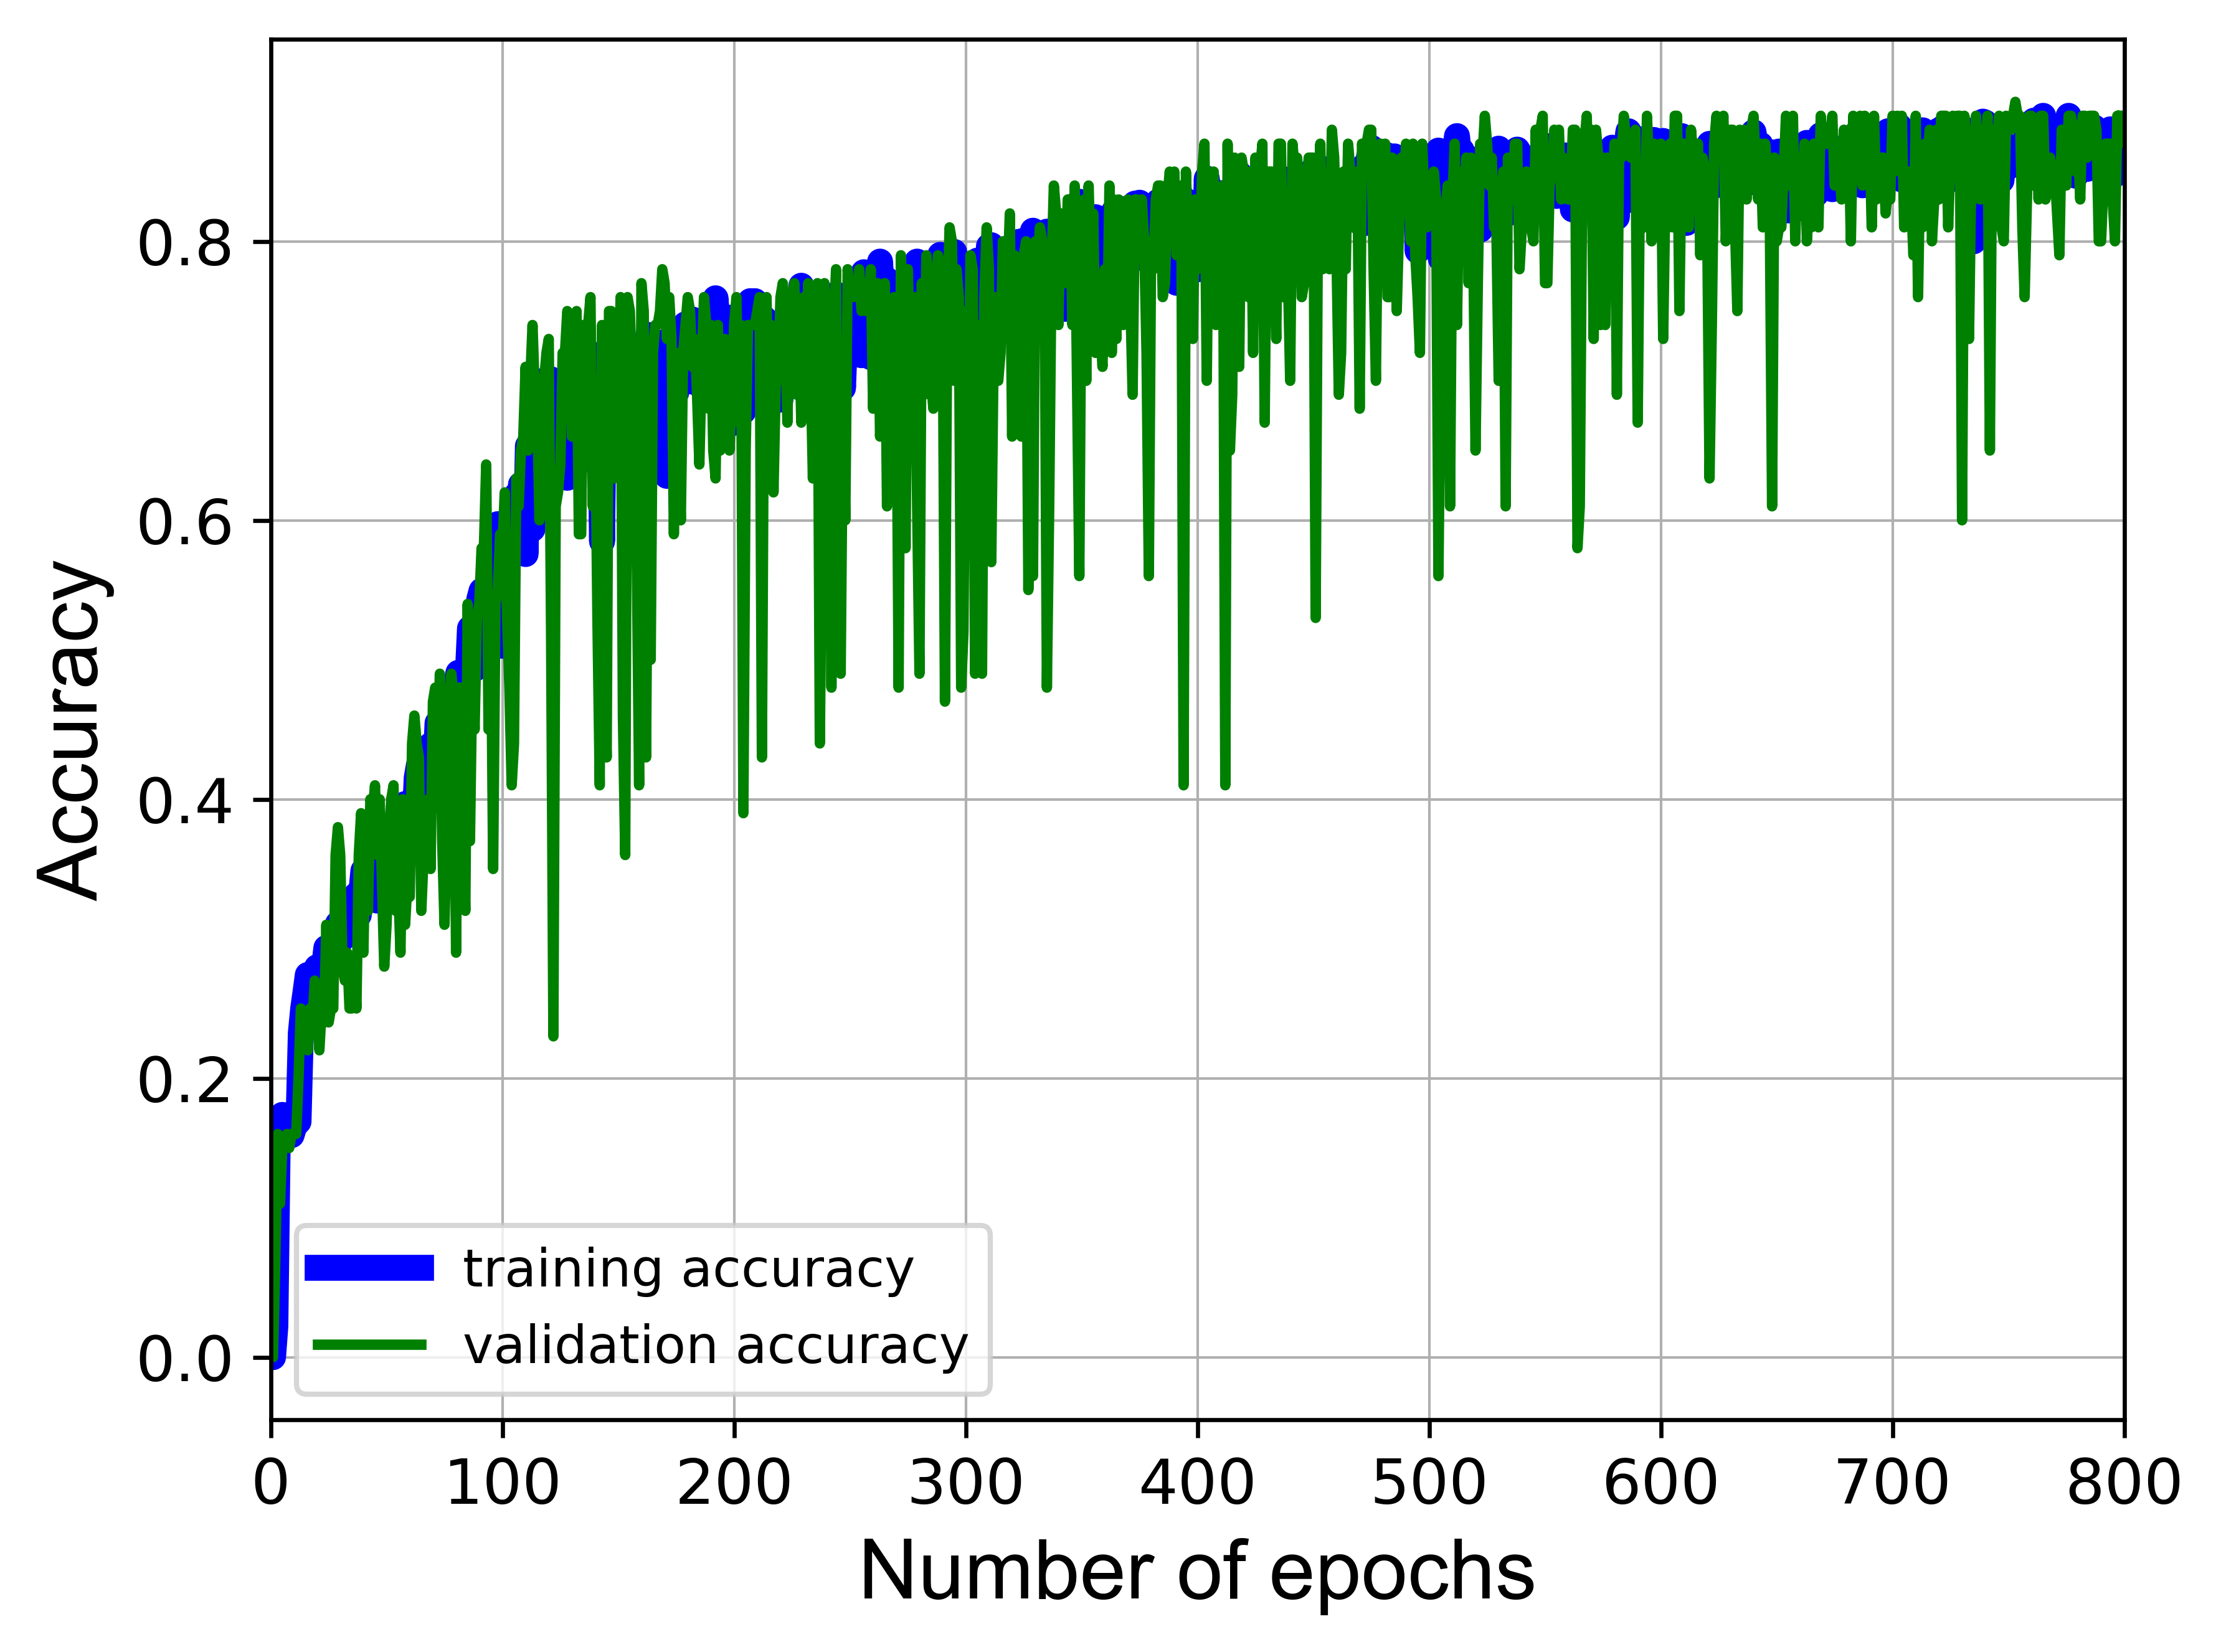 Accuracy
0.8
0.6
0.4
0.2
0.0
training accuracy
validation accuracy
0 100 200 300 400 500 600 700 800
Number of epochs